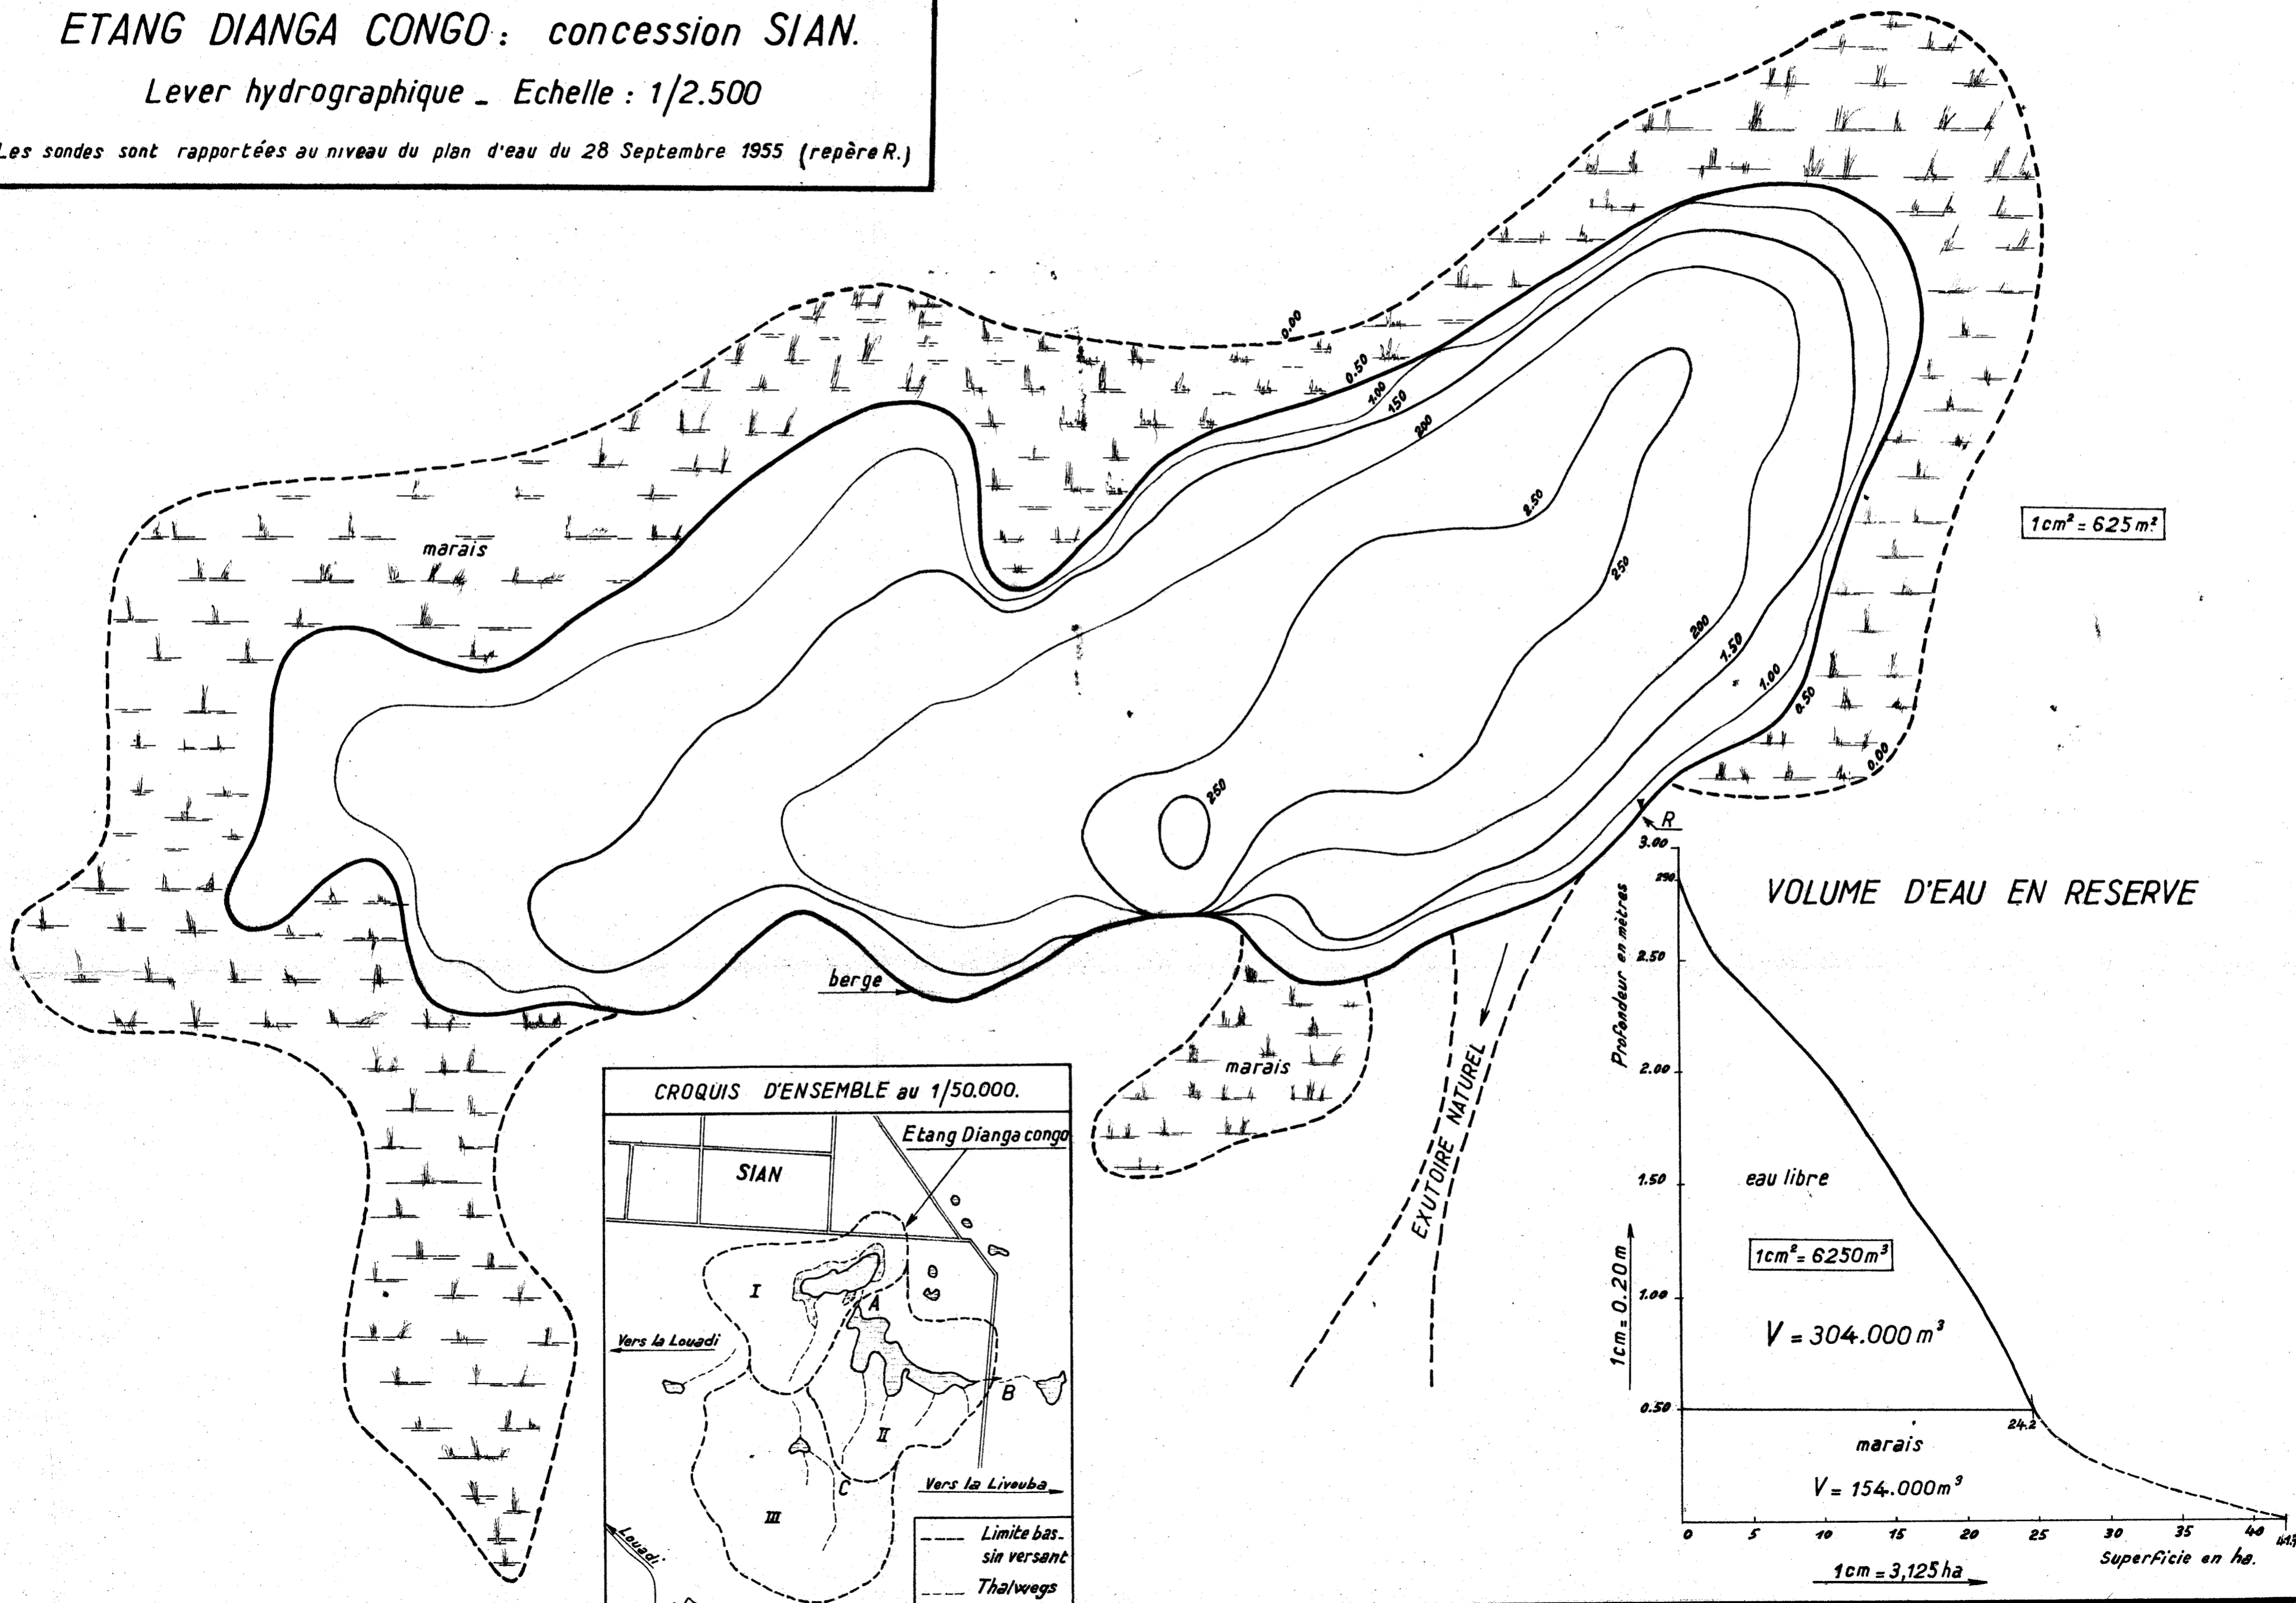 ETANG DIANGA CONGO: concession SIAN.
Lever hydrographique _ Echelle : 1/2.500
Les sondes sont rapportées au niveau du plan d'eau du 28 Septembre 1955 (repère R.)
0.00
0.50
1.00
150
200
2.50
250
200
1.50
1.00
0.50
0.00
250
marais
1cm² = 625 m²
R
berge
marais
EXUTOIRE NATUREL
CROQUIS D'ENSEMBLE au 1/50.000.
Etang Dianga congo
SIAN
I
A
Vers la Louadi
B
II
C
Vers la Livouba
III
Louadi
Limite bas-
sin versant
Thalwegs
VOLUME D'EAU EN RESERVE
Profondeur en mètres
1cm = 0.20m
3.00
290
2.50
2.00
1.50
1.00
0.50
eau libre
1cm² = 6250 m³
V = 304.000 m³
24.2
marais
V = 154.000 m³
0 5 10 15 20 25 30 35 40
Superficie en ha.
1cm = 3,125 ha